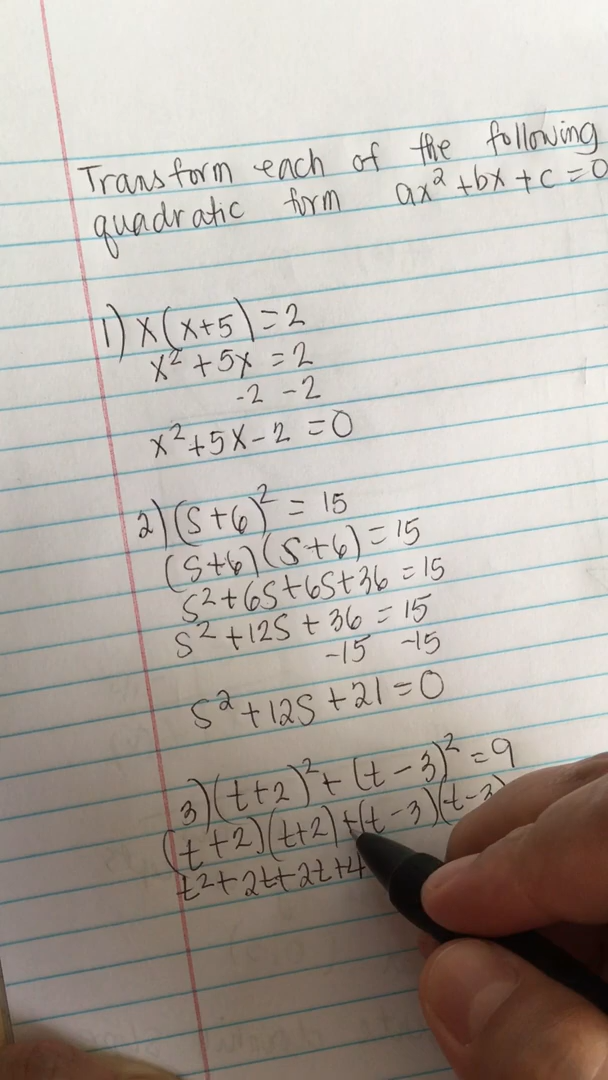 Transform each of the following
quadratic form ax² + bx + c = 0
1) x(x+5) = 2
x² + 5x = 2
-2 -2
x² + 5x - 2 = 0
2) (s+6)² = 15
(s+6)(s+6) = 15
s² + 6s + 6s + 36 = 15
s² + 12s + 36 = 15
-15 -15
s² + 12s + 21 = 0
3) (t+2)² + (t-3)² = 9
(t+2)(t+2) + (t-3)(t-3)
t² + 2t + 2t + 4